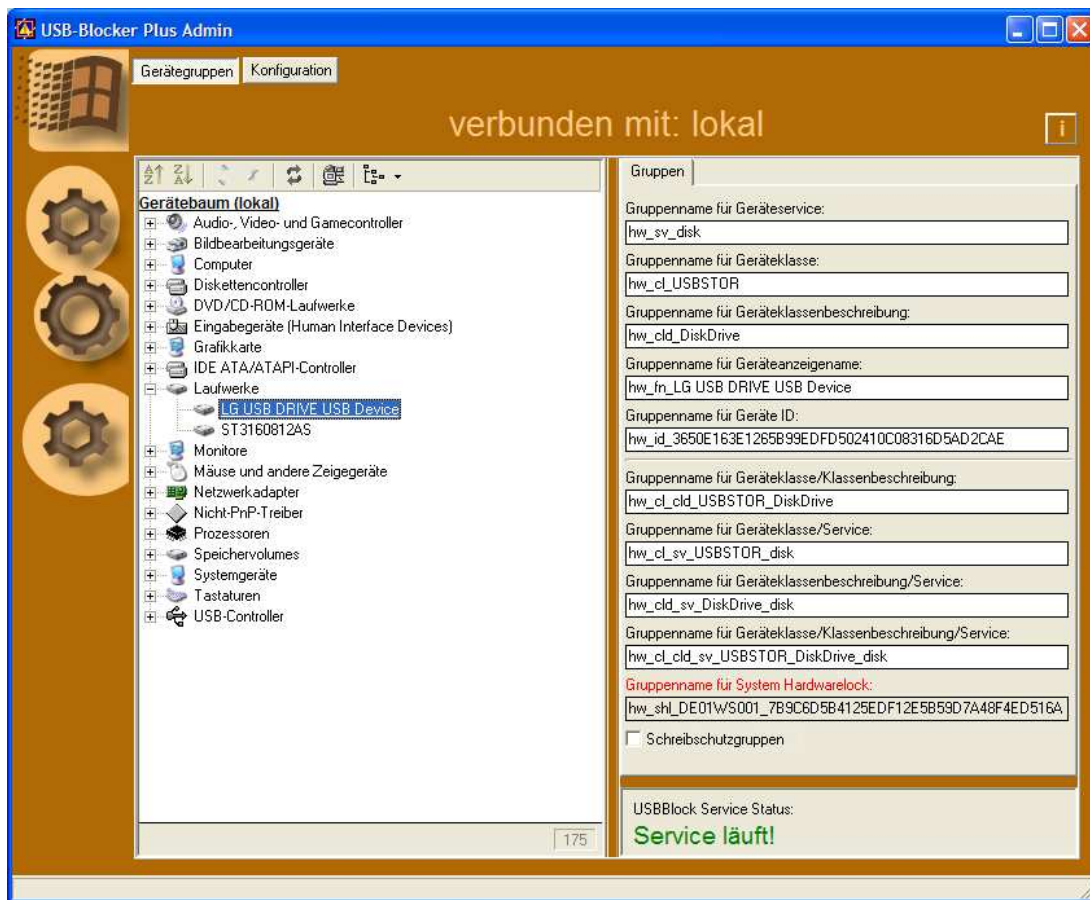 USB-Blocker Plus Admin
Gerätegruppen Konfiguration
verbunden mit: lokal
i
Gerätebaum (lokal)
Audio-, Video- und Gamecontroller
Bildbearbeitungsgeräte
Computer
Diskettencontroller
DVD/CD-ROM-Laufwerke
Eingabegeräte (Human Interface Devices)
Grafikkarte
IDE ATA/ATAPI-Controller
Laufwerke
LG USB DRIVE USB Device
ST3160812AS
Monitore
Mäuse und andere Zeigegeräte
Netzwerkadapter
Nicht-PnP-Treiber
Prozessoren
Speichervolumes
Systemgeräte
Tastaturen
USB-Controller
175
Gruppen
Gruppenname für Geräteservice:
hw_sv_disk
Gruppenname für Geräteklasse:
hw_cl_USBSTOR
Gruppenname für Geräteklassenbeschreibung:
hw_cld_DiskDrive
Gruppenname für Geräteanzeigename:
hw_fn_LG USB DRIVE USB Device
Gruppenname für Geräte ID:
hw_id_3650E163E1265B99EDFD502410C08316D5AD2CAE
Gruppenname für Geräteklasse/Klassenbeschreibung:
hw_cl_cld_USBSTOR_DiskDrive
Gruppenname für Geräteklasse/Service:
hw_cl_sv_USBSTOR_disk
Gruppenname für Geräteklassenbeschreibung/Service:
hw_cld_sv_DiskDrive_disk
Gruppenname für Geräteklasse/Klassenbeschreibung/Service:
hw_cl_cld_sv_USBSTOR_DiskDrive_disk
Gruppenname für System Hardwarelock:
hw_shl_DE01WS001_7B9C6D5B4125EDF12E5B59D7A48F4ED516A
Schreibschutzgruppen
USBBlock Service Status:
Service läuft!